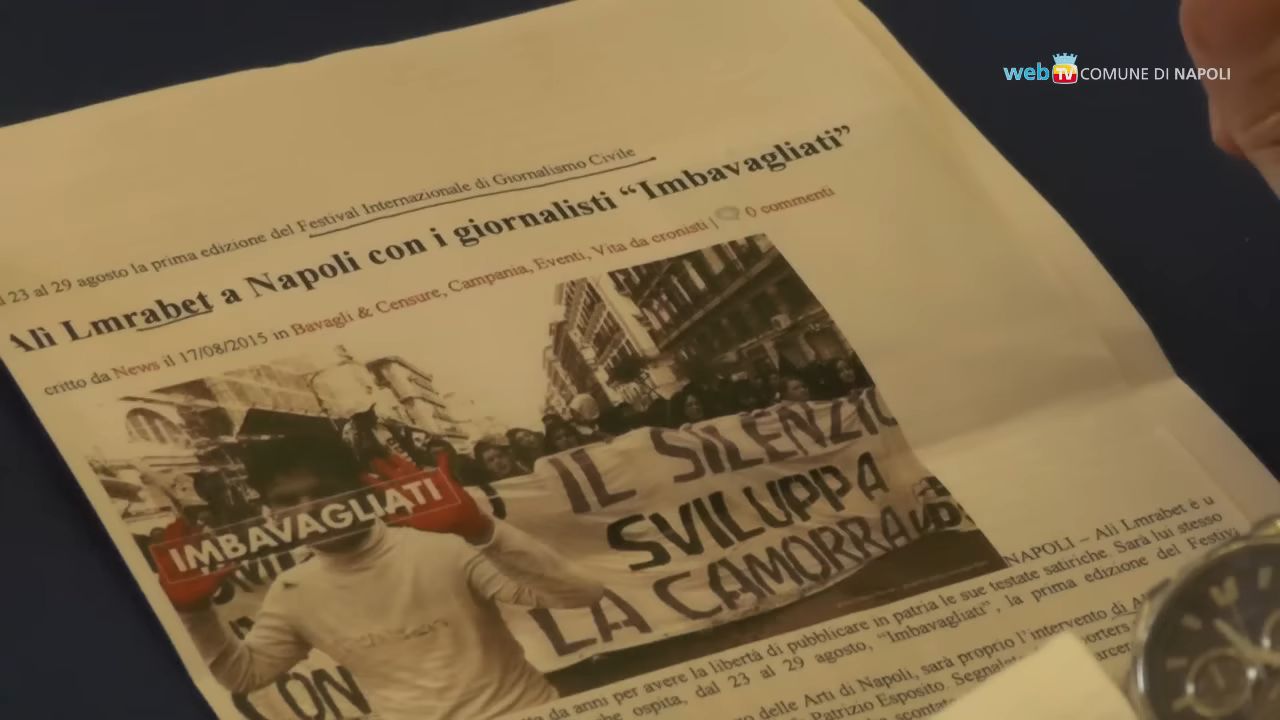 web TV COMUNE DI NAPOLI
23 al 29 agosto la prima edizione del Festival Internazionale di Giornalismo Civile
Alì Lmrabet a Napoli con i giornalisti “Imbavagliati”
critto da News il 17/08/2015 in Bavagli & Censure, Campania, Eventi, Vita da cronisti | 0 commenti
IL SILENZIO
SVILUPPA
LA CAMORRA
IMBAVAGLIATI
CON
NAPOLI – Alì Lmrabet è u
da anni per avere la libertà di pubblicare in patria le sue testate satiriche. Sarà lui stesso
ospita, dal 23 al 29 agosto, “Imbavagliati”, la prima edizione del Festiv
delle Arti di Napoli, sarà proprio l’intervento di
Patrizio Esposito.